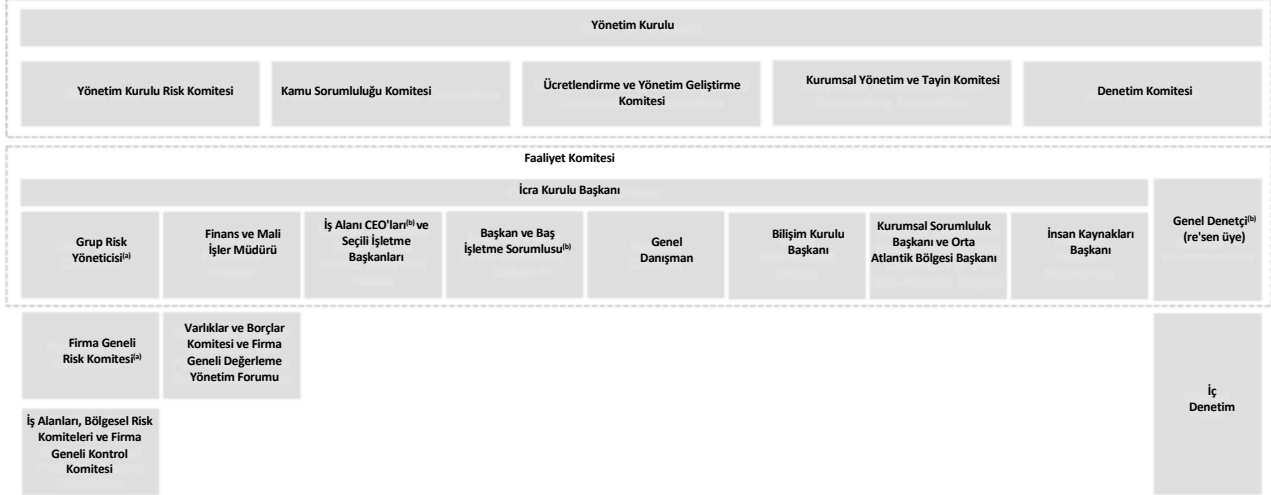 Yönetim Kurulu
Yönetim Kurulu Risk Komitesi
Kamu Sorumluluğu Komitesi
Ücretlendirme ve Yönetim Geliştirme
Komitesi
Kurumsal Yönetim ve Tayin Komitesi
Denetim Komitesi
Faaliyet Komitesi
İcra Kurulu Başkanı
Grup Risk
Yöneticisi(a)
Finans ve Mali
İşler Müdürü
İş Alanı CEO'ları(b) ve
Seçili İşletme
Başkanları
Başkan ve Baş
İşletme Sorumlusu(b)
Genel
Danışman
Bilişim Kurulu
Başkanı
Kurumsal Sorumluluk
Başkanı ve Orta
Atlantik Bölgesi Başkanı
İnsan Kaynakları
Başkanı
Genel Denetçi(b)
(re'sen üye)
Firma Geneli
Risk Komitesi(a)
Varlıklar ve Borçlar
Komitesi ve Firma
Geneli Değerleme
Yönetim Forumu
İç
Denetim
İş Alanları, Bölgesel Risk
Komiteleri ve Firma
Geneli Kontrol
Komitesi